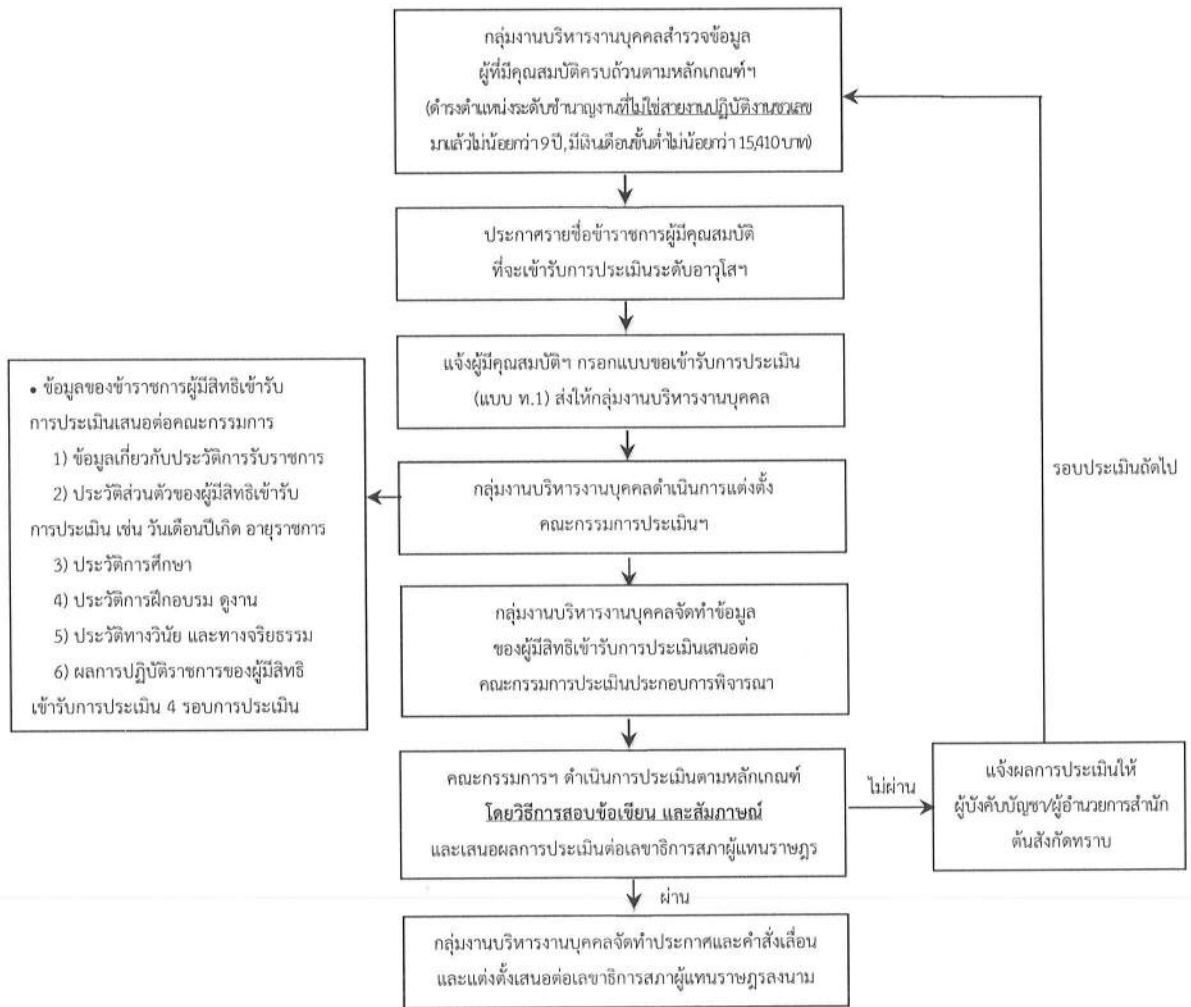 กลุ่มงานบริหารงานบุคคลสำรวจข้อมูล
ผู้ที่มีคุณสมบัติครบถ้วนตามหลักเกณฑ์ฯ
(ดำรงตำแหน่งระดับชำนาญงานที่ไม่ใช่สายงานปฏิบัติงานชวเลข
มาแล้วไม่น้อยกว่า 9 ปี, มีเงินเดือนขั้นต่ำไม่น้อยกว่า 15,410 บาท)
ประกาศรายชื่อข้าราชการผู้มีคุณสมบัติ
ที่จะเข้ารับการประเมินระดับอาวุโสฯ
แจ้งผู้มีคุณสมบัติฯ กรอกแบบขอเข้ารับการประเมิน
(แบบ ท.1) ส่งให้กลุ่มงานบริหารงานบุคคล
กลุ่มงานบริหารงานบุคคลดำเนินการแต่งตั้ง
คณะกรรมการประเมินฯ
• ข้อมูลของข้าราชการผู้มีสิทธิเข้ารับ
การประเมินเสนอต่อคณะกรรมการ
1) ข้อมูลเกี่ยวกับประวัติการรับราชการ
2) ประวัติส่วนตัวของผู้มีสิทธิเข้ารับ
การประเมิน เช่น วันเดือนปีเกิด อายุราชการ
3) ประวัติการศึกษา
4) ประวัติการฝึกอบรม ดูงาน
5) ประวัติทางวินัย และทางจริยธรรม
6) ผลการปฏิบัติราชการของผู้มีสิทธิ
เข้ารับการประเมิน 4 รอบการประเมิน
กลุ่มงานบริหารงานบุคคลจัดทำข้อมูล
ของผู้มีสิทธิเข้ารับการประเมินเสนอต่อ
คณะกรรมการประเมินประกอบการพิจารณา
คณะกรรมการฯ ดำเนินการประเมินตามหลักเกณฑ์
โดยวิธีการสอบข้อเขียน และสัมภาษณ์
และเสนอผลการประเมินต่อเลขาธิการสภาผู้แทนราษฎร
ไม่ผ่าน
แจ้งผลการประเมินให้
ผู้บังคับบัญชา/ผู้อำนวยการสำนัก
ต้นสังกัดทราบ
รอบประเมินถัดไป
ผ่าน
กลุ่มงานบริหารงานบุคคลจัดทำประกาศและคำสั่งเลื่อน
และแต่งตั้งเสนอต่อเลขาธิการสภาผู้แทนราษฎรลงนาม